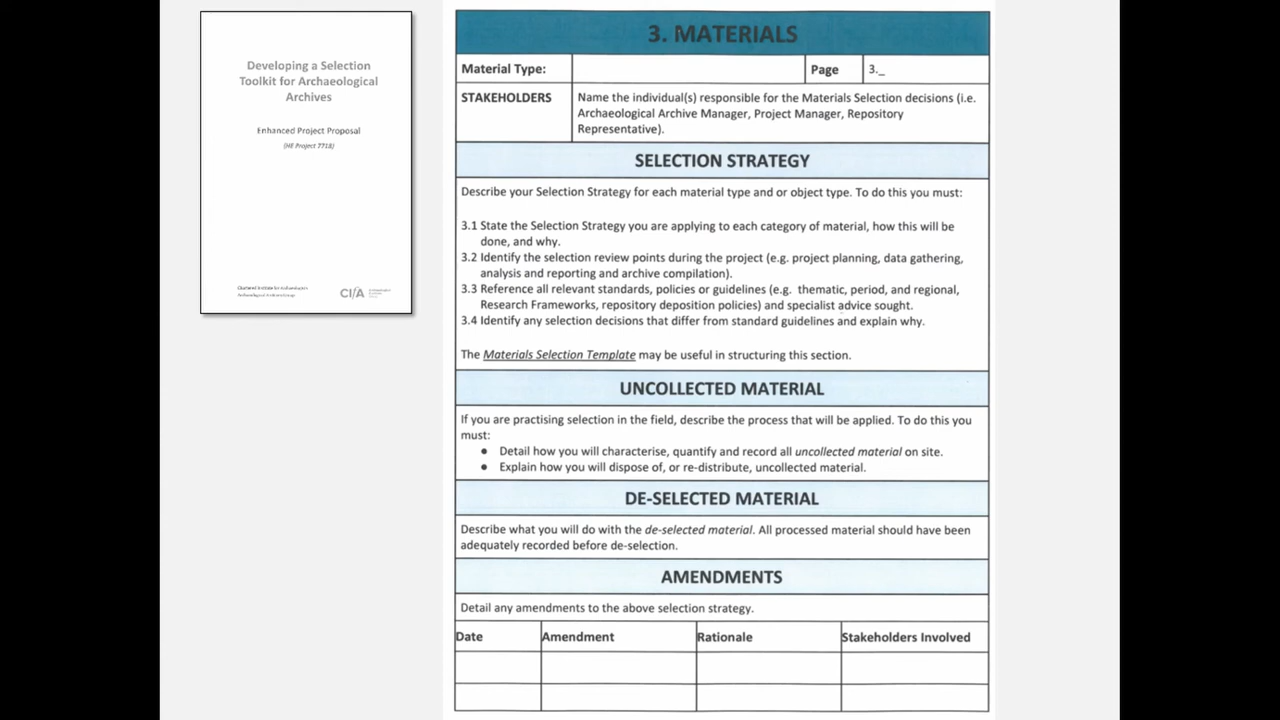 Developing a Selection
Toolkit for Archaeological
Archives
Enhanced Project Proposal
(HE Project 7718)
Chartered Institute for Archaeologists
Archaeological Archives Group
CIfA
3. MATERIALS
Material Type:
Page
3._
STAKEHOLDERS
Name the individual(s) responsible for the Materials Selection decisions (i.e.
Archaeological Archive Manager, Project Manager, Repository
Representative).
SELECTION STRATEGY
Describe your Selection Strategy for each material type and or object type. To do this you must:
3.1 State the Selection Strategy you are applying to each category of material, how this will be
done, and why.
3.2 Identify the selection review points during the project (e.g. project planning, data gathering,
analysis and reporting and archive compilation).
3.3 Reference all relevant standards, policies or guidelines (e.g. thematic, period, and regional,
Research Frameworks, repository deposition policies) and specialist advice sought.
3.4 Identify any selection decisions that differ from standard guidelines and explain why.
The Materials Selection Template may be useful in structuring this section.
UNCOLLECTED MATERIAL
If you are practising selection in the field, describe the process that will be applied. To do this you
must:
● Detail how you will characterise, quantify and record all uncollected material on site.
● Explain how you will dispose of, or re-distribute, uncollected material.
DE-SELECTED MATERIAL
Describe what you will do with the de-selected material. All processed material should have been
adequately recorded before de-selection.
AMENDMENTS
Detail any amendments to the above selection strategy.
Date
Amendment
Rationale
Stakeholders Involved